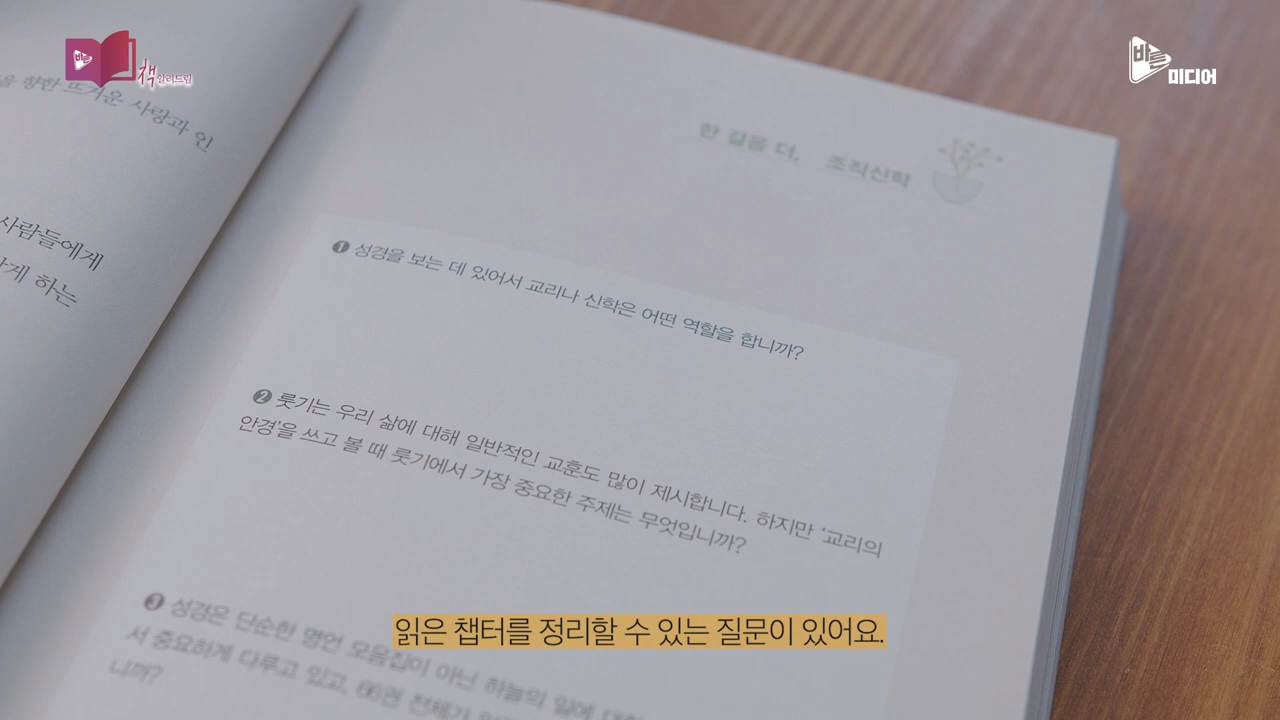 바른
책 알려드림
바른
미디어
을 향한 뜨거운 사랑과 인
사람들에게
하는
한 걸음 더, 조직신학
❶ 성경을 보는 데 있어서 교리나 신학은 어떤 역할을 합니까?
❷ 룻기는 우리 삶에 대해 일반적인 교훈도 많이 제시합니다. 하지만 ‘교리의
안경’을 쓰고 볼 때 룻기에서 가장 중요한 주제는 무엇입니까?
❸ 성경은 단순한 명언 모음집이 아닌 하늘의 일에 대해
서 중요하게 다루고 있고, 66권 전체가
니까?
읽은 챕터를 정리할 수 있는 질문이 있어요.